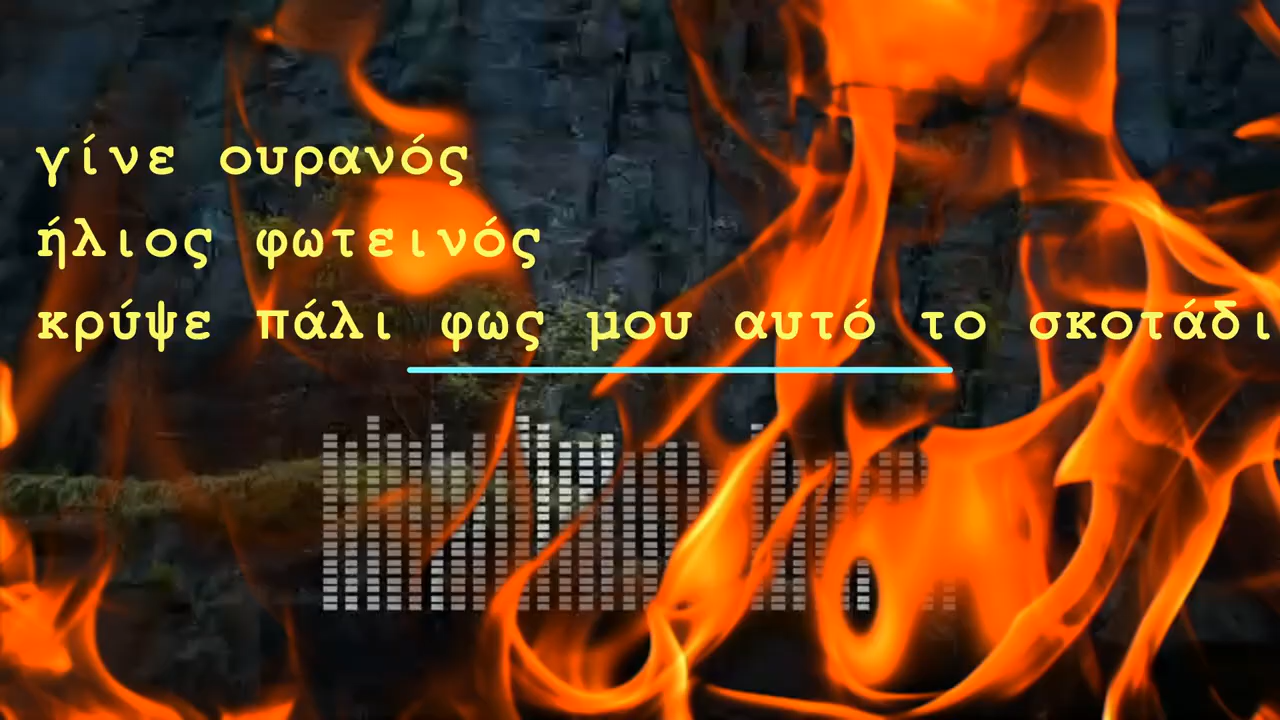 γίνε ουρανός
ήλιος φωτεινός
κρύψε πάλι φως μου αυτό το σκοτάδι